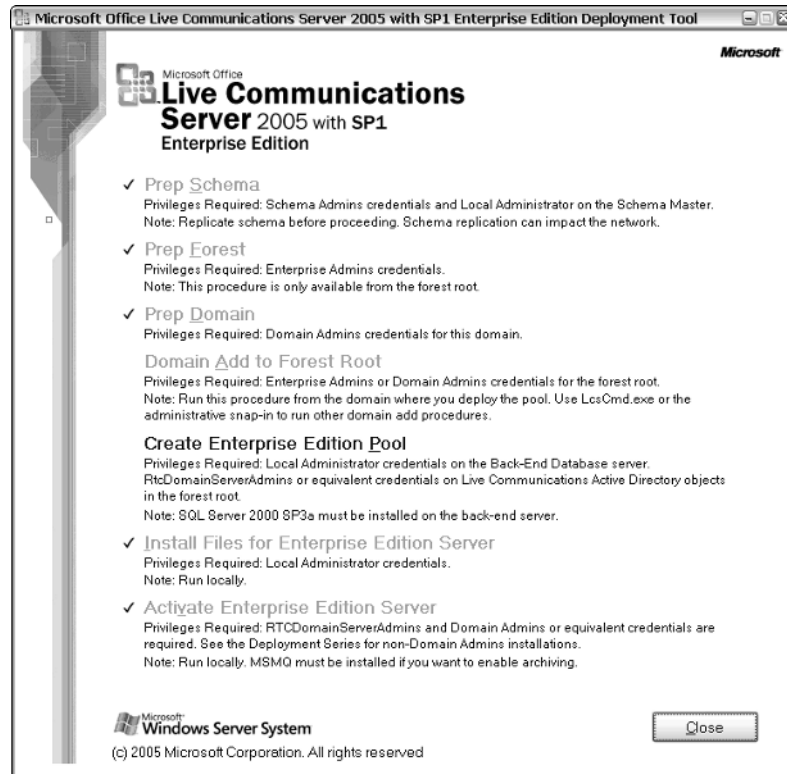 Microsoft Office Live Communications Server 2005 with SP1 Enterprise Edition Deployment Tool
Microsoft
Microsoft Office
Live Communications
Server 2005 with SP1
Enterprise Edition
✓ Prep Schema
Privileges Required: Schema Admins credentials and Local Administrator on the Schema Master.
Note: Replicate schema before proceeding. Schema replication can impact the network.
✓ Prep Forest
Privileges Required: Enterprise Admins credentials.
Note: This procedure is only available from the forest root.
✓ Prep Domain
Privileges Required: Domain Admins credentials for this domain.
Domain Add to Forest Root
Privileges Required: Enterprise Admins or Domain Admins credentials for the forest root.
Note: Run this procedure from the domain where you deploy the pool. Use LcsCmd.exe or the
administrative snap-in to run other domain add procedures.
Create Enterprise Edition Pool
Privileges Required: Local Administrator credentials on the Back-End Database server.
RtcDomainServerAdmins or equivalent credentials on Live Communications Active Directory objects
in the forest root.
Note: SQL Server 2000 SP3a must be installed on the back-end server.
✓ Install Files for Enterprise Edition Server
Privileges Required: Local Administrator credentials.
Note: Run locally.
✓ Activate Enterprise Edition Server
Privileges Required: RTCDomainServerAdmins and Domain Admins or equivalent credentials are
required. See the Deployment Series for non-Domain Admins installations.
Note: Run locally. MSMQ must be installed if you want to enable archiving.
Microsoft
Windows Server System
Close
(c) 2005 Microsoft Corporation. All rights reserved